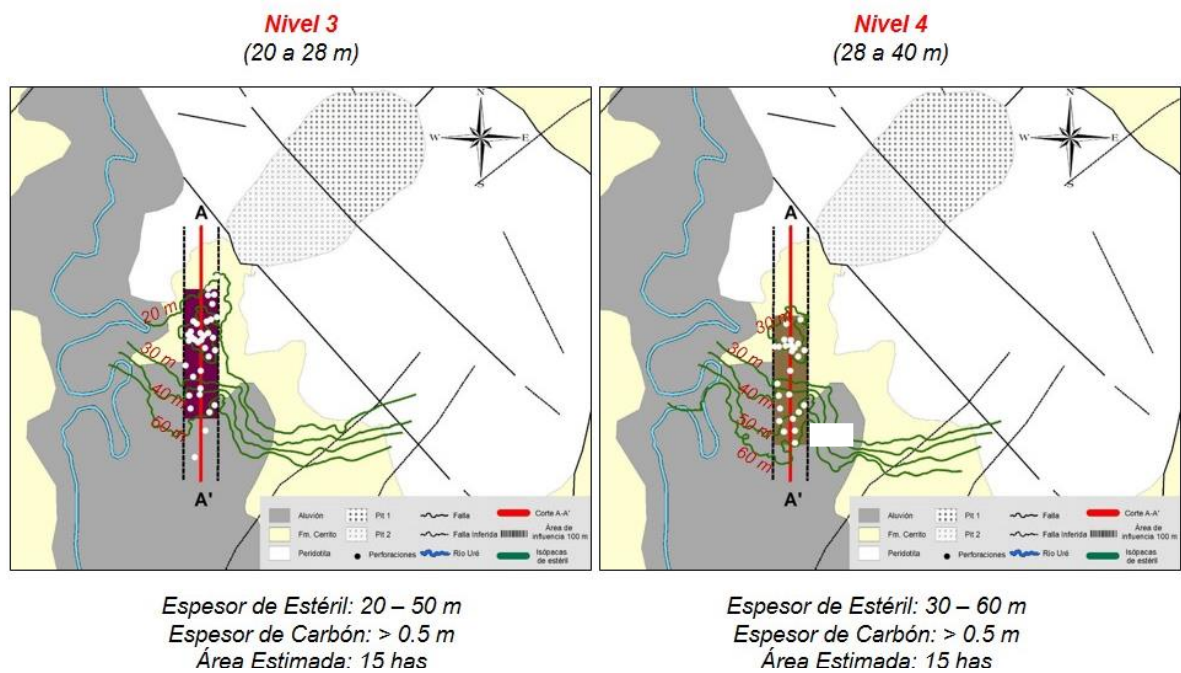 Nivel 3
(20 a 28 m)
N
W
E
S
A
20 m
30 m
40 m
50 m
A'
Aluvión
Pit 1
Falla
Corte A-A'
Fm. Cerrito
Pit 2
Falla Inferida
Área de
influencia 100 m
Peridotita
Perforaciones
Río Uré
Isópacas
de estéril
Espesor de Estéril: 20 – 50 m
Espesor de Carbón: > 0.5 m
Área Estimada: 15 has
Nivel 4
(28 a 40 m)
N
W
E
S
A
30 m
30 m
40 m
50 m
60 m
A'
Aluvión
Pit 1
Falla
Corte A-A'
Fm. Cerrito
Pit 2
Falla Inferida
Área de
influencia 100 m
Peridotita
Perforaciones
Río Uré
Isópacas
de estéril
Espesor de Estéril: 30 – 60 m
Espesor de Carbón: > 0.5 m
Área Estimada: 15 has